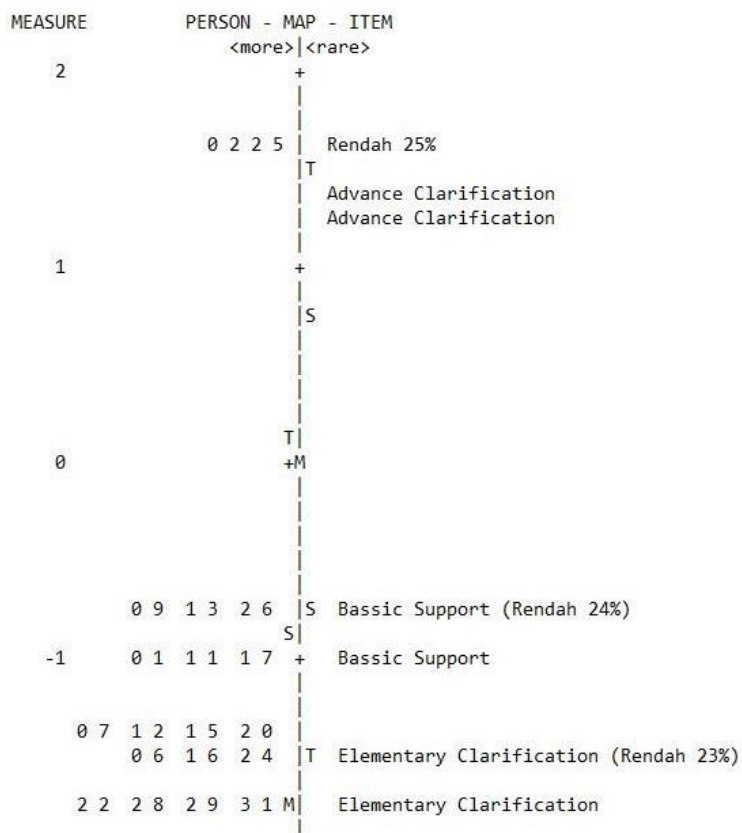 MEASURE PERSON - MAP - ITEM
<more>|<rare>
2 +
0 2 2 5 | Rendah 25%
|T
| Advance Clarification
| Advance Clarification
1 +
|S
T|
0 +M
0 9 1 3 2 6 |S Bassic Support (Rendah 24%)
S|
-1 0 1 1 1 1 7 + Bassic Support
0 7 1 2 1 5 2 0 |
0 6 1 6 2 4 |T Elementary Clarification (Rendah 23%)
2 2 2 8 2 9 3 1 M| Elementary Clarification